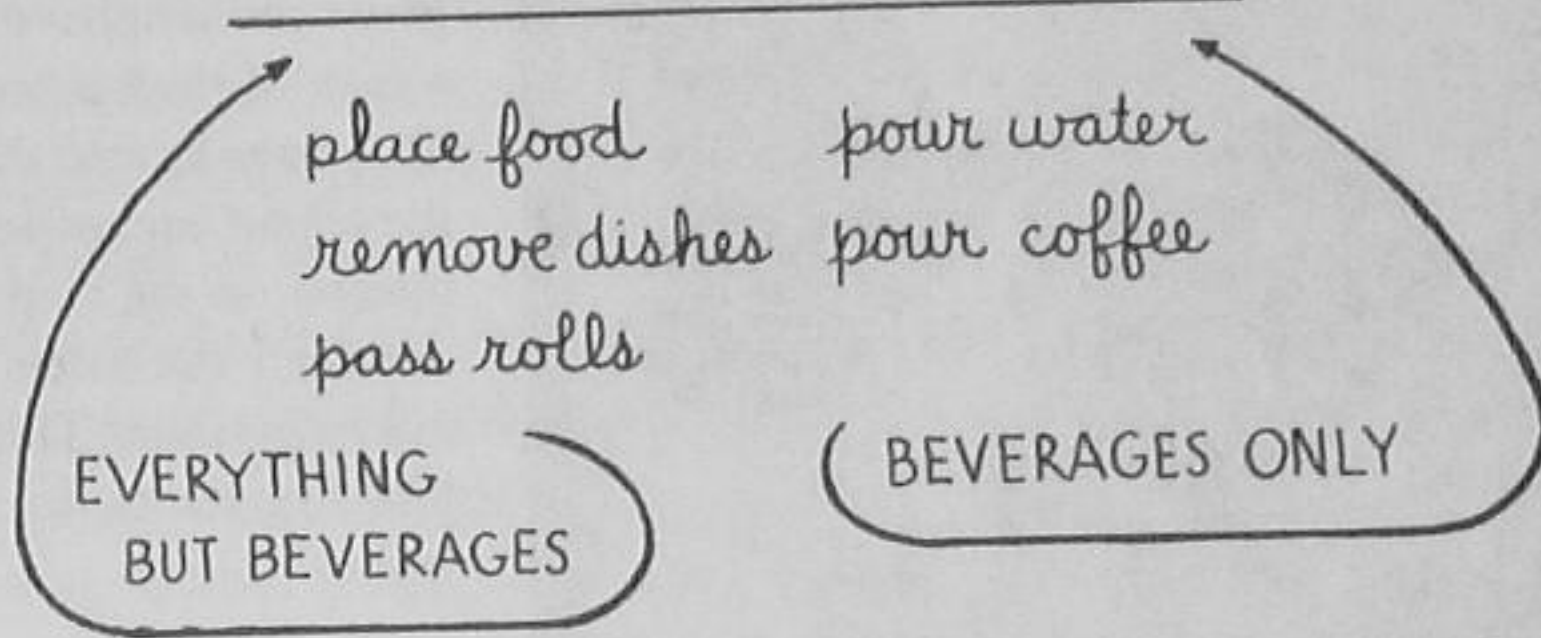 place food
remove dishes
pass rolls
EVERYTHING
BUT BEVERAGES
pour water
pour coffee
BEVERAGES ONLY